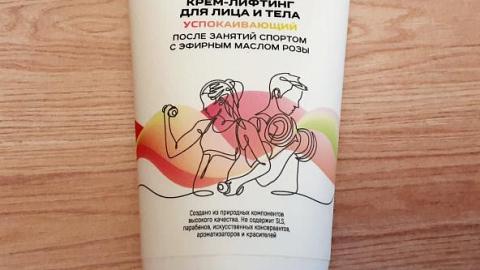 КРЕМ-ЛИФТИНГ
ДЛЯ ЛИЦА И ТЕЛА
УСПОКАИВАЮЩИЙ
ПОСЛЕ ЗАНЯТИЙ СПОРТОМ
С ЭФИРНЫМ МАСЛОМ РОЗЫ
Создано из природных компонентов
высокого качества. Не содержит SLS,
парабенов, искусственных консервантов,
ароматизаторов и красителей